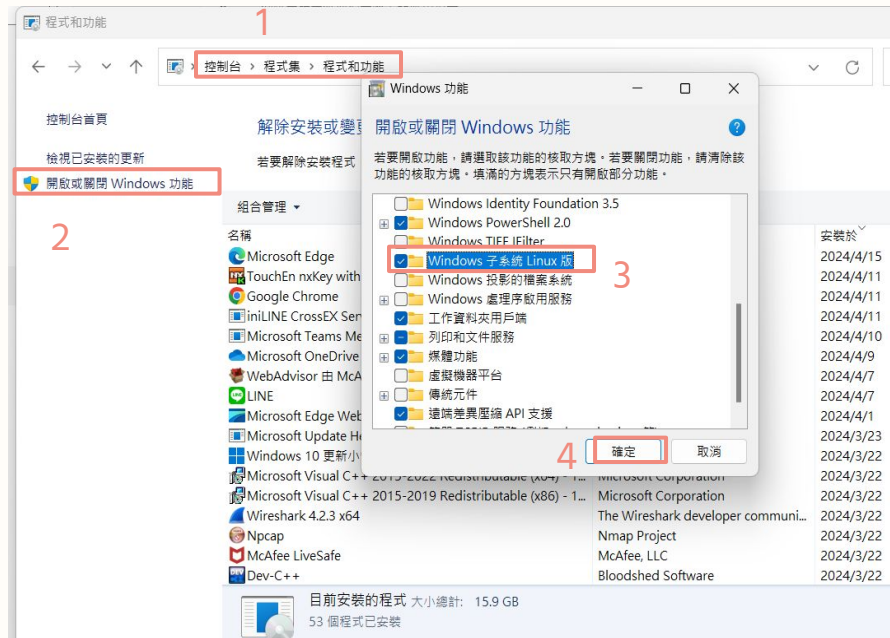 1
程式和功能
控制台 › 程式集 › 程式和功能
Windows 功能
控制台首頁
檢視已安裝的更新
開啟或關閉 Windows 功能
2
解除安裝或變
若要解除安裝程式
開啟或關閉 Windows 功能
若要開啟功能，請選取該功能的核取方塊。若要關閉功能，請清除該
功能的核取方塊。填滿的方塊表示只有開啟部分功能。
Windows Identity Foundation 3.5
Windows PowerShell 2.0
Windows TIFF IFilter
Windows 子系統 Linux 版
3
Windows 投影的檔案系統
Windows 處理序啟用服務
工作資料夾用戶端
列印和文件服務
媒體功能
虛擬機器平台
傳統元件
遠端差異壓縮 API 支援
4
確定
取消
組合管理
名稱
安裝於
Microsoft Edge
2024/4/15
TouchEn nxKey with
2024/4/11
Google Chrome
2024/4/11
iniLINE CrossEX Ser
2024/4/11
Microsoft Teams Me
2024/4/10
Microsoft OneDrive
2024/4/9
WebAdvisor 由 McA
2024/4/7
LINE
2024/4/7
Microsoft Edge Web
2024/4/1
Microsoft Update He
2024/3/23
Windows 10 更新小
2024/3/22
Microsoft Visual C++ 2015-2022 Redistributable (x64) - 1... Microsoft Corporation 2024/3/22
Microsoft Visual C++ 2015-2019 Redistributable (x86) - 1... Microsoft Corporation 2024/3/22
Wireshark 4.2.3 x64 The Wireshark developer communi... 2024/3/22
Npcap Nmap Project 2024/3/22
McAfee LiveSafe McAfee, LLC 2024/3/22
Dev-C++ Bloodshed Software 2024/3/22
目前安裝的程式 大小總計: 15.9 GB
53 個程式已安裝